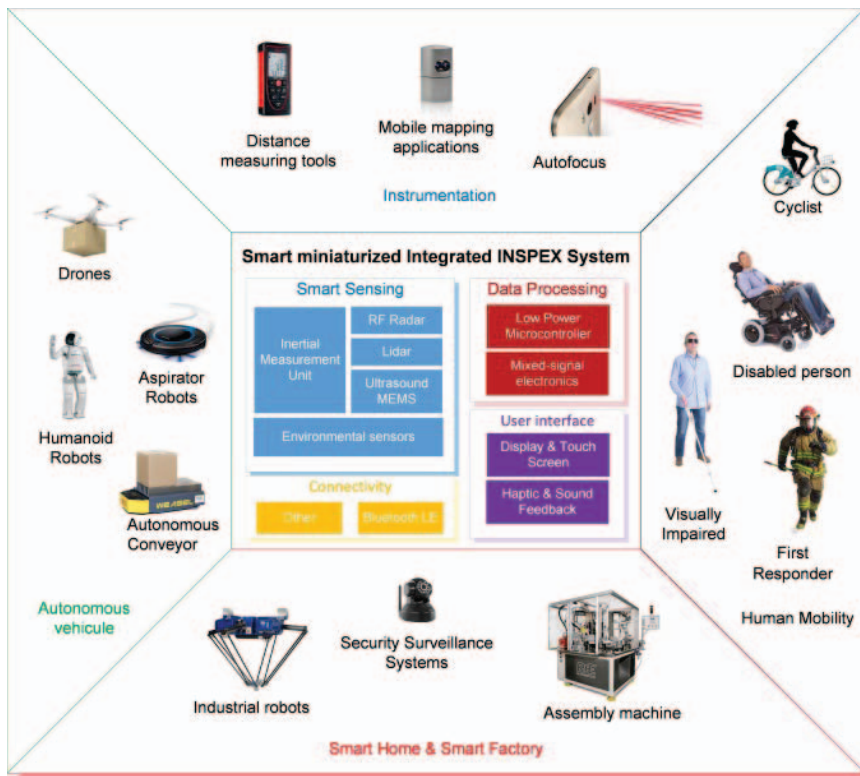 Distance
measuring tools
Mobile mapping
applications
Autofocus
Instrumentation
Cyclist
Drones
Disabled person
Aspirator
Robots
Humanoid
Robots
WEASEL
Autonomous
Conveyor
Visually
Impaired
First
Responder
Autonomous
vehicule
Human Mobility
Smart miniaturized Integrated INSPEX System
Smart Sensing
Inertial
Measurement
Unit
RF Radar
Lidar
Ultrasound
MEMS
Environmental sensors
Data Processing
Low Power
Microcontroller
Mixed-signal
electronics
User interface
Display & Touch
Screen
Haptic & Sound
Feedback
Connectivity
Other
Bluetooth LE
Industrial robots
Security Surveillance
Systems
Assembly machine
Smart Home & Smart Factory